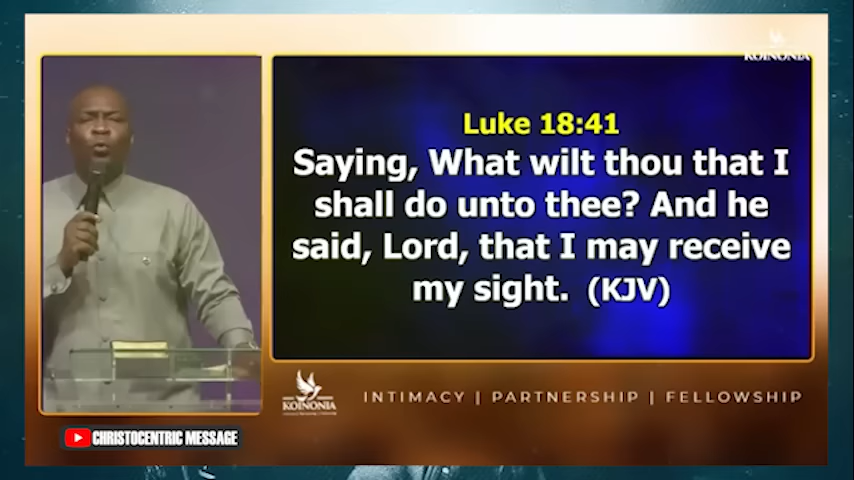 KOINONIA
Luke 18:41
Saying, What wilt thou that I
shall do unto thee? And he
said, Lord, that I may receive
my sight. (KJV)
KOINONIA
INTIMACY | PARTNERSHIP | FELLOWSHIP
CHRISTOCENTRIC MESSAGE